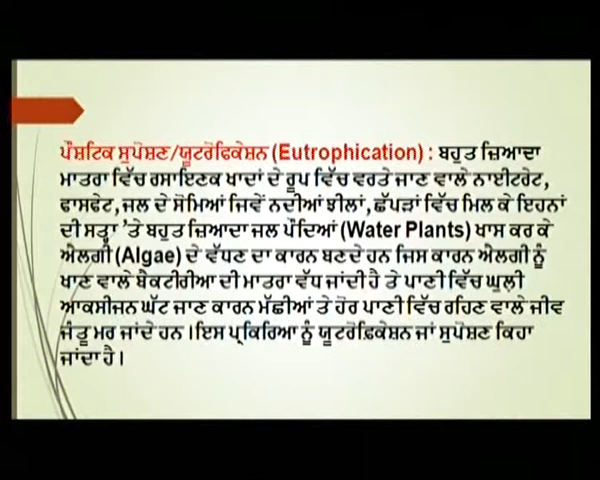 ਪੌਸ਼ਟਿਕ ਸੁਪੋਸ਼ਣ/ਯੂਟਰੋਫਿਕੇਸ਼ਨ (Eutrophication) : ਬਹੁਤ ਜ਼ਿਆਦਾ
ਮਾਤਰਾ ਵਿੱਚ ਰਸਾਇਣਕ ਖਾਦਾਂ ਦੇ ਰੂਪ ਵਿੱਚ ਵਰਤੇ ਜਾਣ ਵਾਲੇ ਨਾਈਟਰੇਟ,
ਫਾਸਫੇਟ, ਜਲ ਦੇ ਸੋਮਿਆਂ ਜਿਵੇਂ ਨਦੀਆਂ ਝੀਲਾਂ, ਛੱਪੜਾਂ ਵਿੱਚ ਮਿਲ ਕੇ ਇਹਨਾਂ
ਦੀ ਸਤ੍ਹਾ 'ਤੇ ਬਹੁਤ ਜ਼ਿਆਦਾ ਜਲ ਪੌਦਿਆਂ (Water Plants) ਖਾਸ ਕਰ ਕੇ
ਐਲਗੀ (Algae) ਦੇ ਵੱਧਣ ਦਾ ਕਾਰਨ ਬਣਦੇ ਹਨ ਜਿਸ ਕਾਰਨ ਐਲਗੀ ਨੂੰ
ਖਾਣ ਵਾਲੇ ਬੈਕਟੀਰੀਆ ਦੀ ਮਾਤਰਾ ਵੱਧ ਜਾਂਦੀ ਹੈ ਤੇ ਪਾਣੀ ਵਿੱਚ ਘੁਲੀ
ਆਕਸੀਜਨ ਘੱਟ ਜਾਣ ਕਾਰਨ ਮੱਛੀਆਂ ਤੇ ਹੋਰ ਪਾਣੀ ਵਿੱਚ ਰਹਿਣ ਵਾਲੇ ਜੀਵ
ਜੰਤੂ ਮਰ ਜਾਂਦੇ ਹਨ ।ਇਸ ਪ੍ਰਕਿਰਿਆ ਨੂੰ ਯੂਟਰੋਫ਼ਿਕੇਸ਼ਨ ਜਾਂ ਸੁਪੋਸ਼ਣ ਕਿਹਾ
ਜਾਂਦਾ ਹੈ ।